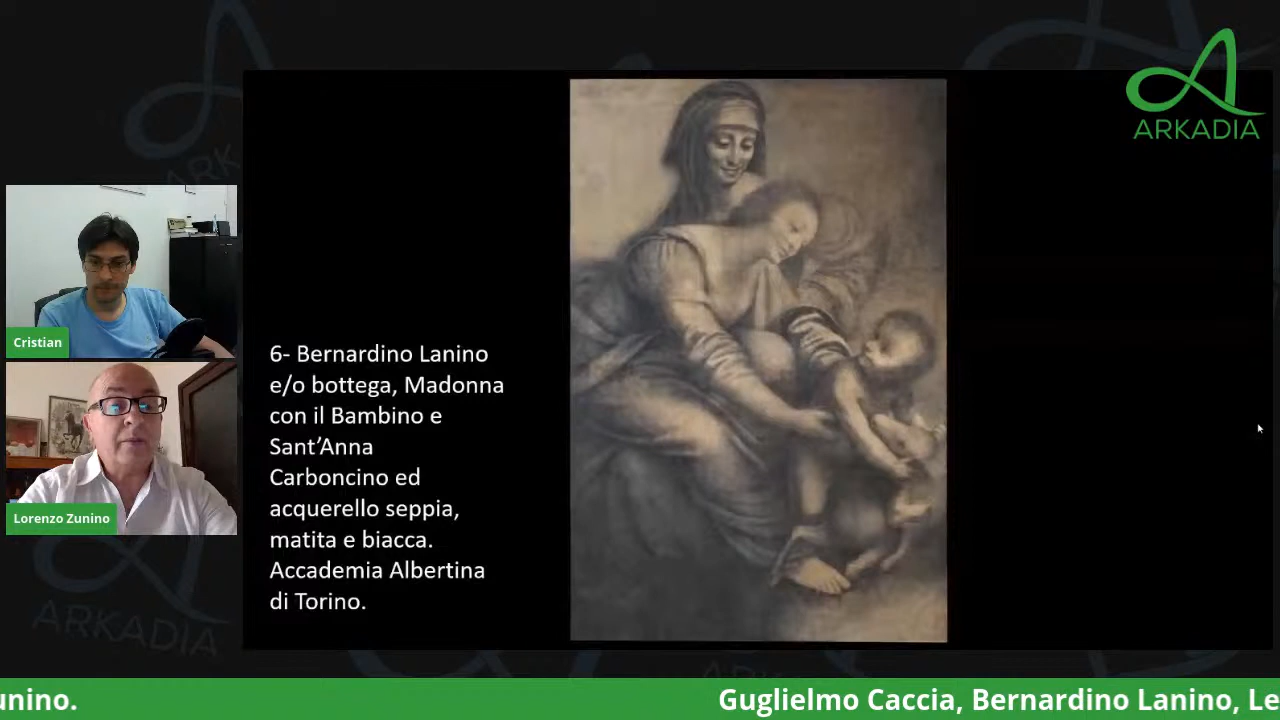 ARKADIA
Cristian
Lorenzo Zunino
6- Bernardino Lanino
e/o bottega, Madonna
con il Bambino e
Sant’Anna
Carboncino ed
acquerello seppia,
matita e biacca.
Accademia Albertina
di Torino.
ARKADIA
unino.
Guglielmo Caccia, Bernardino Lanino, Le